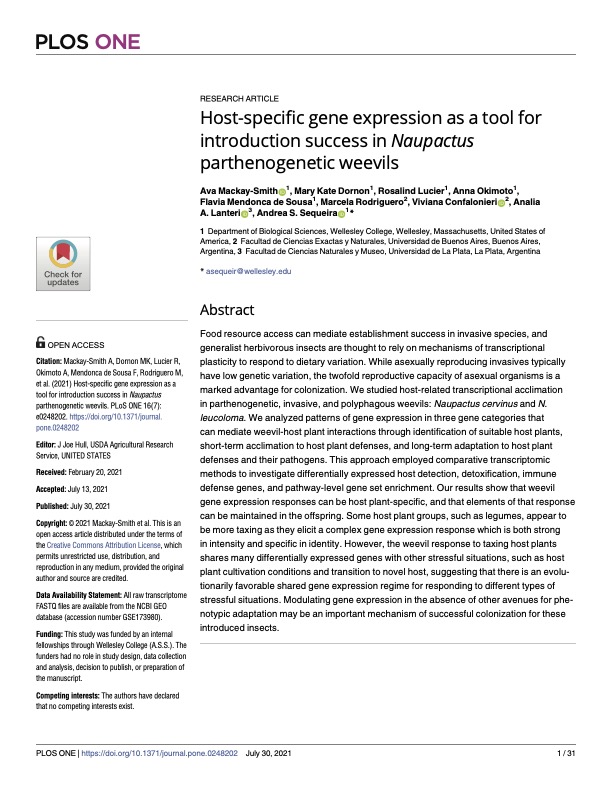 PLOS ONE
RESEARCH ARTICLE
Host-specific gene expression as a tool for
introduction success in Naupactus
parthenogenetic weevils
Ava Mackay-Smith1, Mary Kate Dornon1, Rosalind Lucier1, Anna Okimoto1,
Flavia Mendonca de Sousa1, Marcela Rodriguero2, Viviana Confalonieri2, Analia
A. Lanteri3, Andrea S. Sequeira1*
1 Department of Biological Sciences, Wellesley College, Wellesley, Massachusetts, United States of
America, 2 Facultad de Ciencias Exactas y Naturales, Universidad de Buenos Aires, Buenos Aires,
Argentina, 3 Facultad de Ciencias Naturales y Museo, Universidad de La Plata, La Plata, Argentina
* asequeir@wellesley.edu
Check for
updates
Abstract
Food resource access can mediate establishment success in invasive species, and
generalist herbivorous insects are thought to rely on mechanisms of transcriptional
plasticity to respond to dietary variation. While asexually reproducing invasives typically
have low genetic variation, the twofold reproductive capacity of asexual organisms is a
marked advantage for colonization. We studied host-related transcriptional acclimation
in parthenogenetic, invasive, and polyphagous weevils: Naupactus cervinus and N.
leucoloma. We analyzed patterns of gene expression in three gene categories that
can mediate weevil-host plant interactions through identification of suitable host plants,
short-term acclimation to host plant defenses, and long-term adaptation to host plant
defenses and their pathogens. This approach employed comparative transcriptomic
methods to investigate differentially expressed host detection, detoxification, immune
defense genes, and pathway-level gene set enrichment. Our results show that weevil
gene expression responses can be host plant-specific, and that elements of that response
can be maintained in the offspring. Some host plant groups, such as legumes, appear to
be more taxing as they elicit a complex gene expression response which is both strong
in intensity and specific in identity. However, the weevil response to taxing host plants
shares many differentially expressed genes with other stressful situations, such as host
plant cultivation conditions and transition to novel host, suggesting that there is an evolu-
tionarily favorable shared gene expression regime for responding to different types of
stressful situations. Modulating gene expression in the absence of other avenues for phe-
notypic adaptation may be an important mechanism of successful colonization for these
introduced insects.
OPEN ACCESS
Citation: Mackay-Smith A, Dornon MK, Lucier R,
Okimoto A, Mendonca de Sousa F, Rodriguero M,
et al. (2021) Host-specific gene expression as a
tool for introduction success in Naupactus
parthenogenetic weevils. PLoS ONE 16(7):
e0248202. https://doi.org/10.1371/journal.
pone.0248202
Editor: J Joe Hull, USDA Agricultural Research
Service, UNITED STATES
Received: February 20, 2021
Accepted: July 13, 2021
Published: July 30, 2021
Copyright: © 2021 Mackay-Smith et al. This is an
open access article distributed under the terms of
the Creative Commons Attribution License, which
permits unrestricted use, distribution, and
reproduction in any medium, provided the original
author and source are credited.
Data Availability Statement: All raw transcriptome
FASTQ files are available from the NCBI GEO
database (accession number GSE173980).
Funding: This study was funded by an internal
fellowships through Wellesley College (A.S.S.). The
funders had no role in study design, data collection
and analysis, decision to publish, or preparation of
the manuscript.
Competing interests: The authors have declared
that no competing interests exist.
PLOS ONE | https://doi.org/10.1371/journal.pone.0248202 July 30, 2021 1 / 31